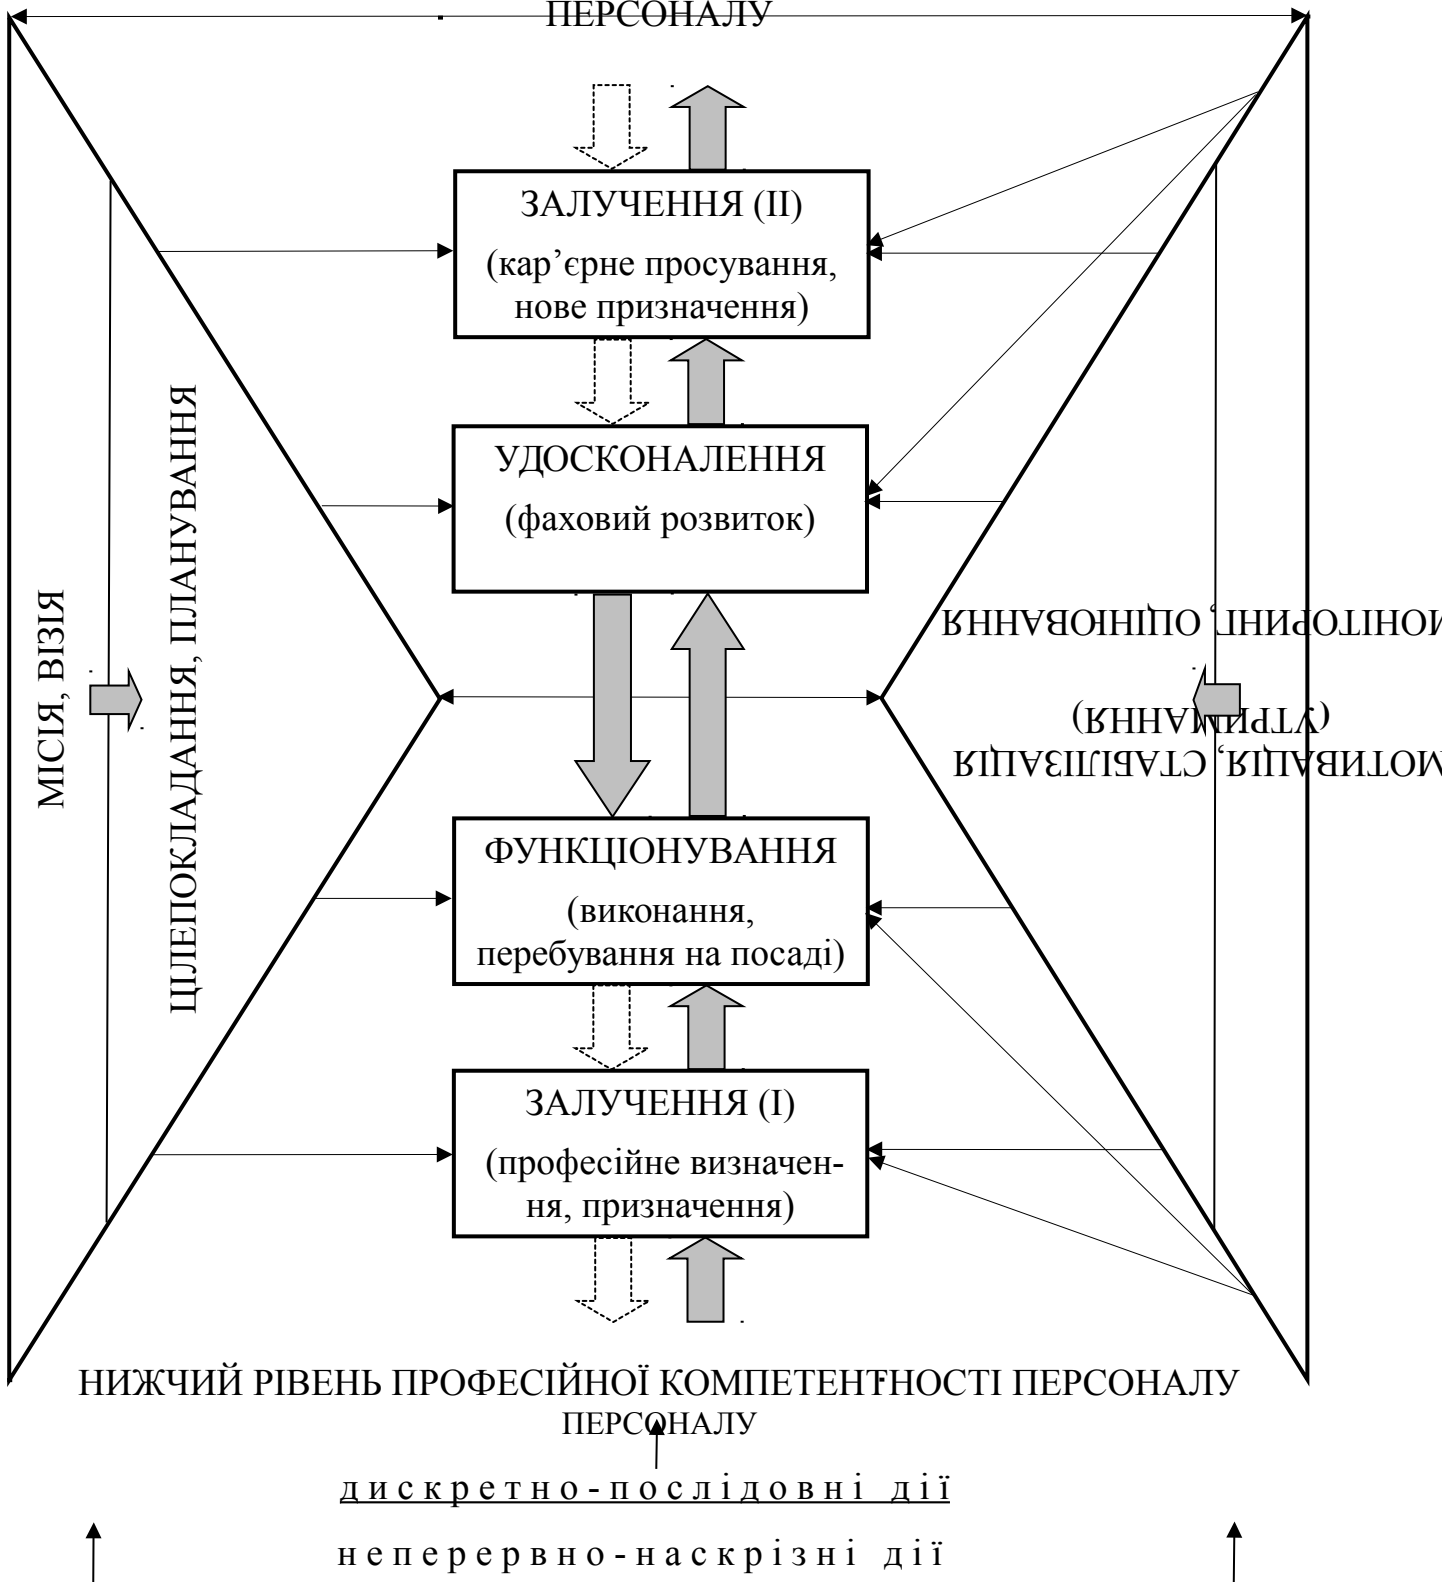 ПЕРСОНАЛУ
ЗАЛУЧЕННЯ (ІІ)
(кар’єрне просування,
нове призначення)
УДОСКОНАЛЕННЯ
(фаховий розвиток)
МІСІЯ, ВІЗІЯ
ЦІЛЕПОКЛАДАННЯ, ПЛАНУВАННЯ
МОНІТОРИНГ, ОЦІНЮВАННЯ
МОТИВАЦІЯ, СТАБІЛІЗАЦІЯ
(УТРИМАННЯ)
ФУНКЦІОНУВАННЯ
(виконання,
перебування на посаді)
ЗАЛУЧЕННЯ (І)
(професійне визначен-
ня, призначення)
НИЖЧИЙ РІВЕНЬ ПРОФЕСІЙНОЇ КОМПЕТЕНТНОСТІ ПЕРСОНАЛУ
ПЕРСОНАЛУ
дискретно-послідовні дії
неперервно-наскрізні дії